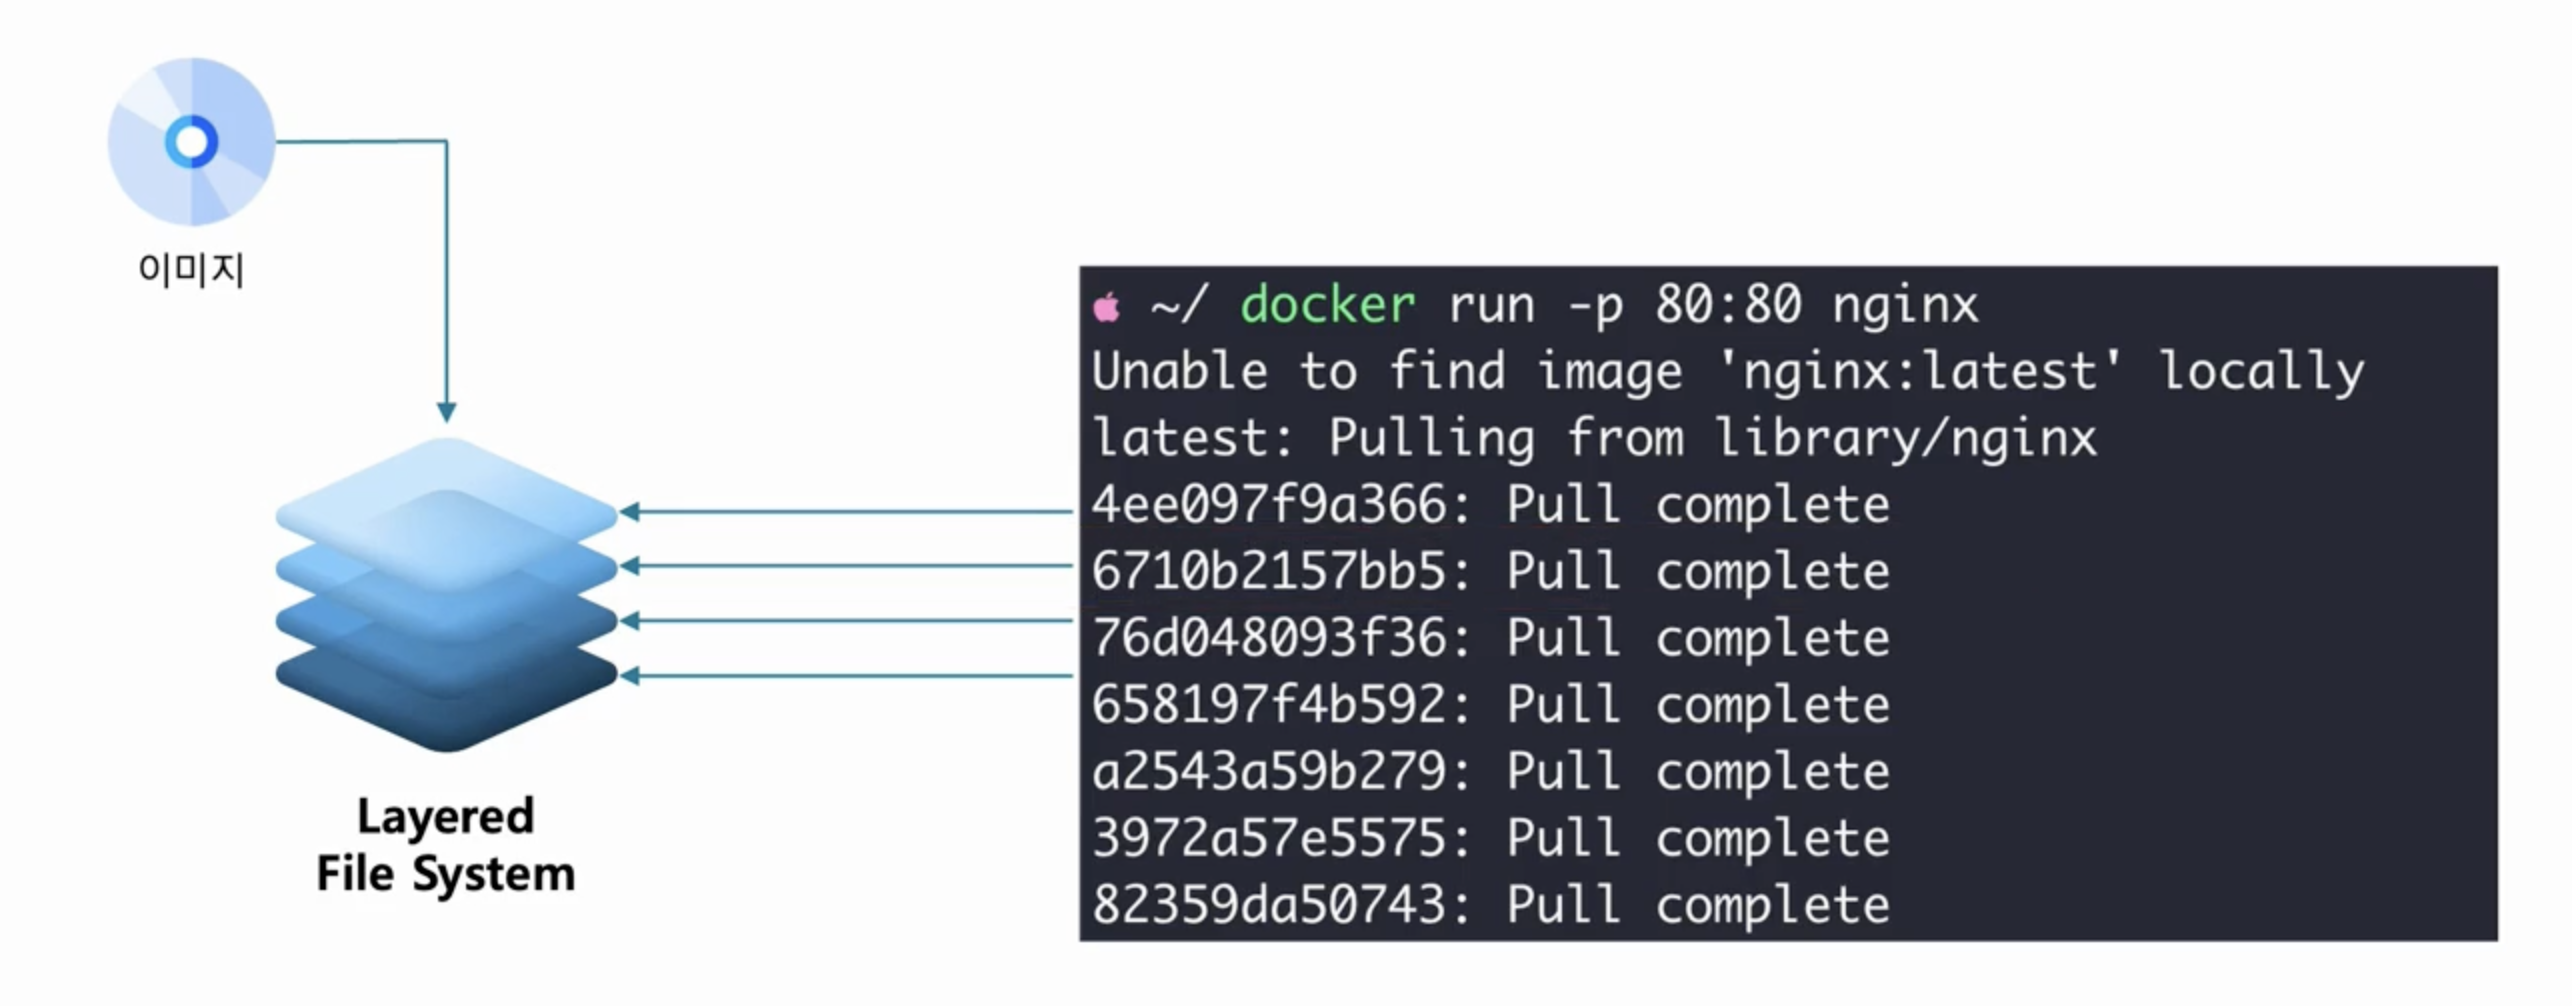 이미지
Layered
File System
~/ docker run -p 80:80 nginx
Unable to find image 'nginx:latest' locally
latest: Pulling from library/nginx
4ee097f9a366: Pull complete
6710b2157bb5: Pull complete
76d048093f36: Pull complete
658197f4b592: Pull complete
a2543a59b279: Pull complete
3972a57e5575: Pull complete
82359da50743: Pull complete